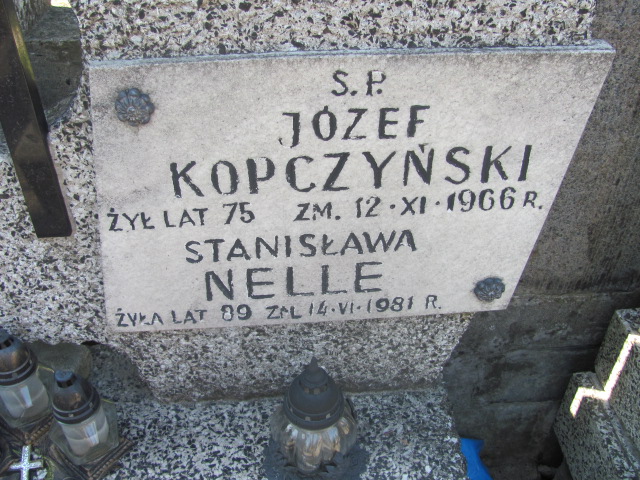 Ś.P.
JÓZEF
KOPCZYŃSKI
ŻYŁ LAT 75 ZM. 12·XI·1966 R.
STANISŁAWA
NELLE
ŻYŁA LAT 89 ZM. 14·VI·1981 R.